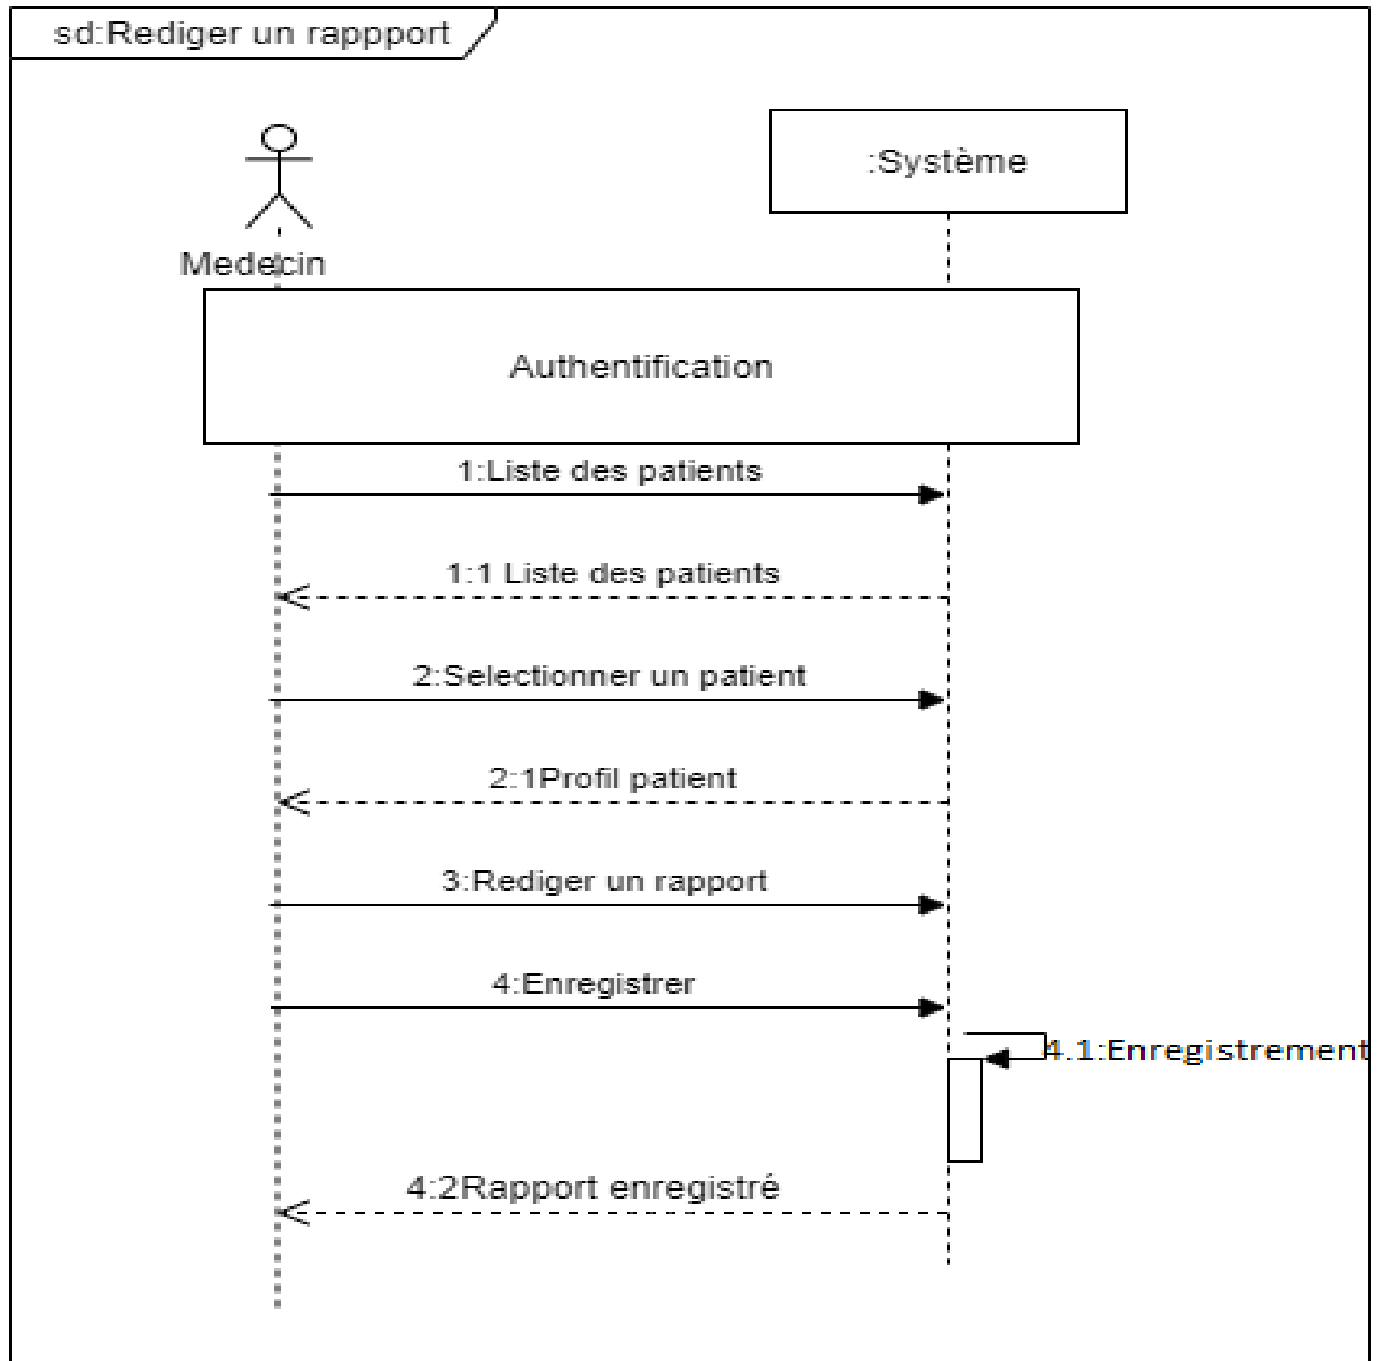 sd:Rediger un rappport
:Système
Medecin
Authentification
1:Liste des patients
1:1 Liste des patients
2:Selectionner un patient
2:1Profil patient
3:Rediger un rapport
4:Enregistrer
4.1:Enregistrement
4:2Rapport enregistré